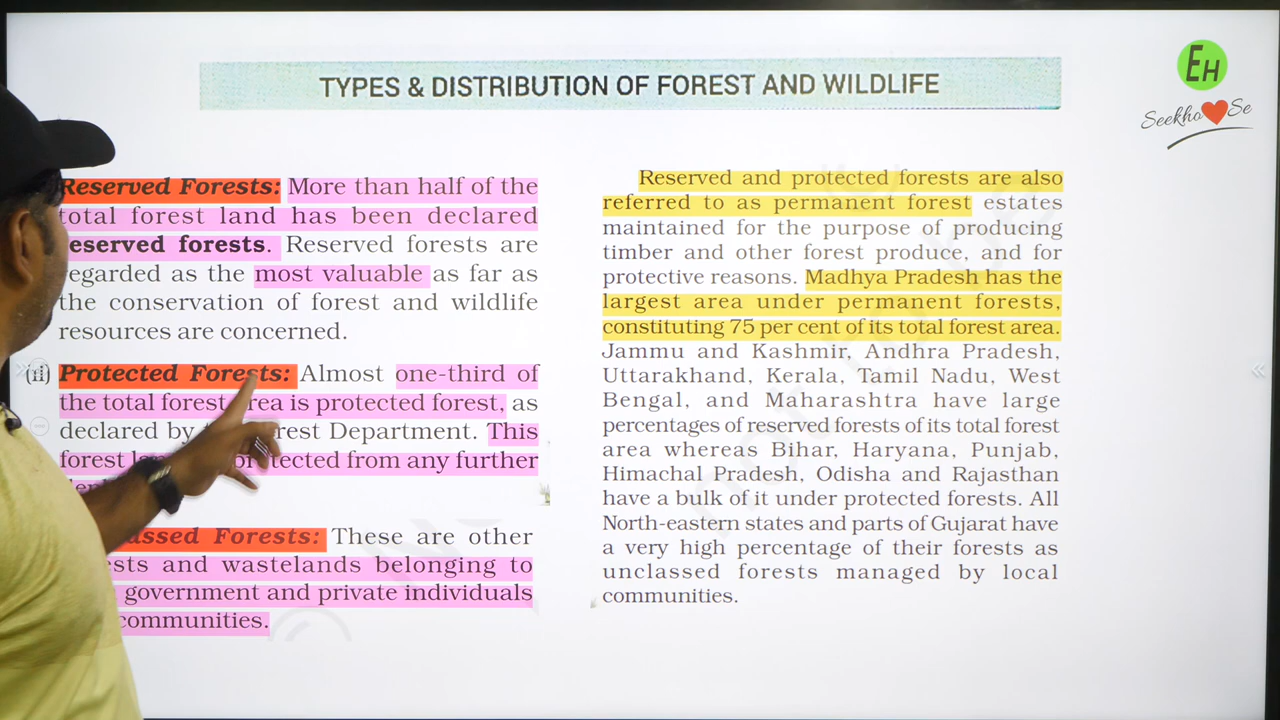 TYPES & DISTRIBUTION OF FOREST AND WILDLIFE
EH
Seekho Se
Reserved Forests: More than half of the
total forest land has been declared
reserved forests. Reserved forests are
regarded as the most valuable as far as
the conservation of forest and wildlife
resources are concerned.
(ii) Protected Forests: Almost one-third of
the total forest area is protected forest, as
declared by Forest Department. This
forest protected from any further
These are other
and wastelands belonging to
government and private individuals
communities.
Reserved and protected forests are also
referred to as permanent forest estates
maintained for the purpose of producing
timber and other forest produce, and for
protective reasons. Madhya Pradesh has the
largest area under permanent forests,
constituting 75 per cent of its total forest area.
Jammu and Kashmir, Andhra Pradesh,
Uttarakhand, Kerala, Tamil Nadu, West
Bengal, and Maharashtra have large
percentages of reserved forests of its total forest
area whereas Bihar, Haryana, Punjab,
Himachal Pradesh, Odisha and Rajasthan
have a bulk of it under protected forests. All
North-eastern states and parts of Gujarat have
a very high percentage of their forests as
unclassed forests managed by local
communities.